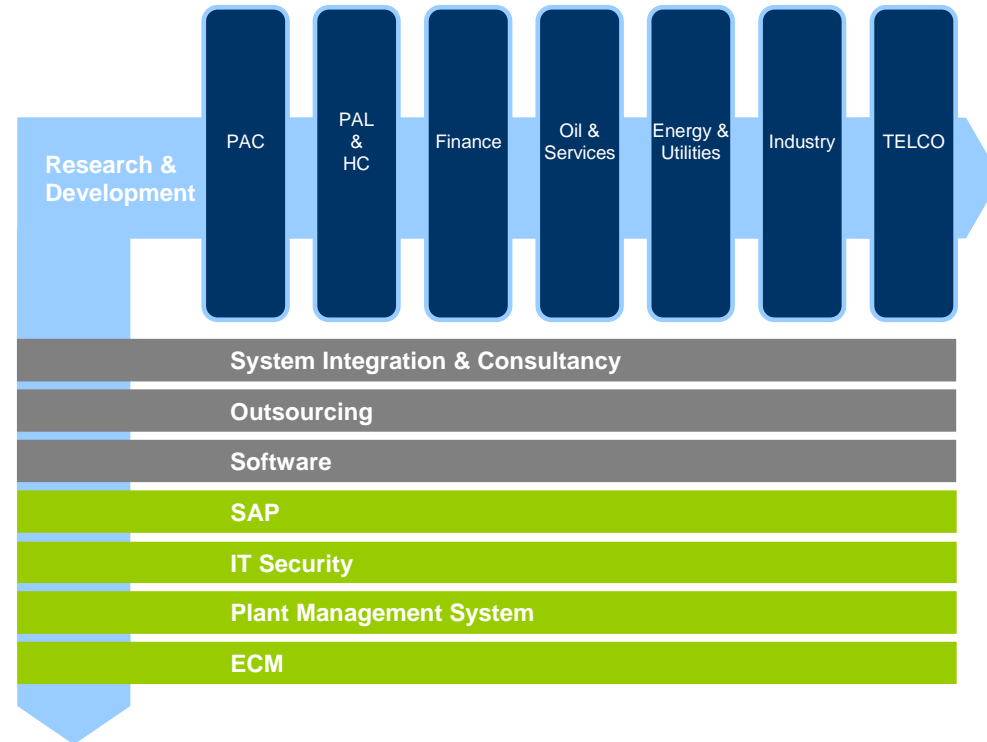 Research &
Development
PAC
PAL
&
HC
Finance
Oil &
Services
Energy &
Utilities
Industry
TELCO
System Integration & Consultancy
Outsourcing
Software
SAP
IT Security
Plant Management System
ECM